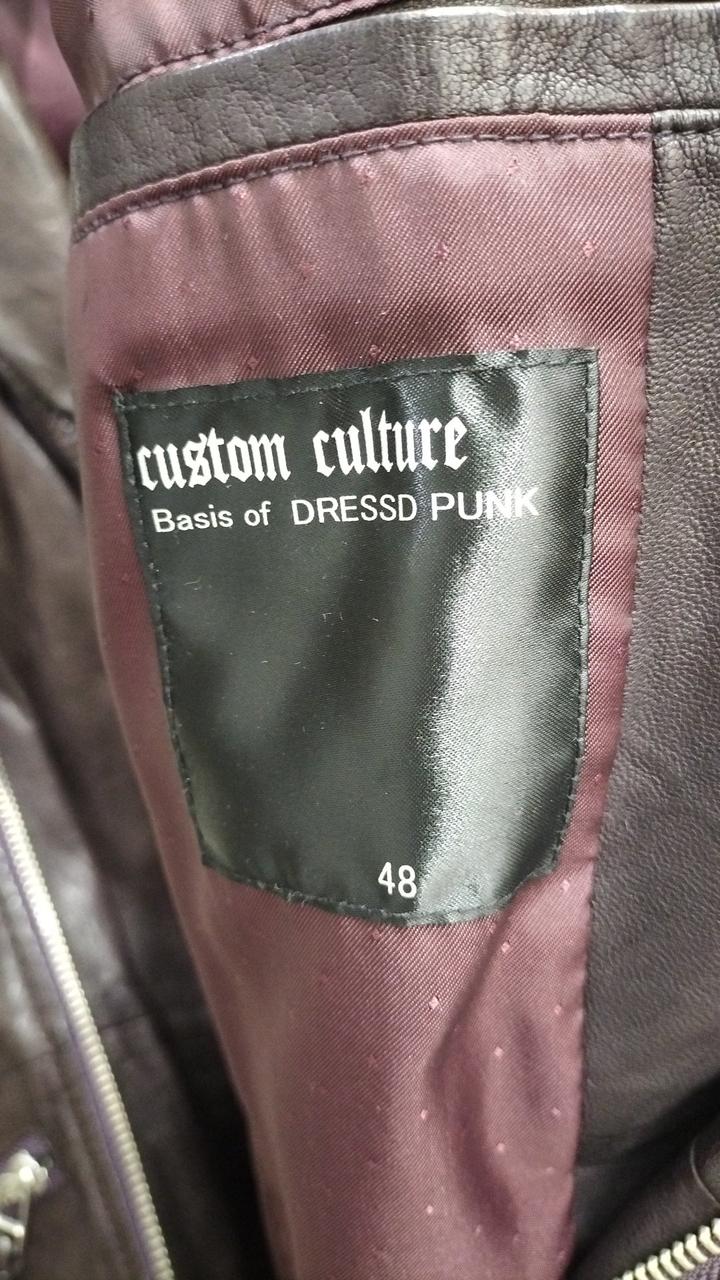 custom culture
Basis of DRESSD PUNK
48